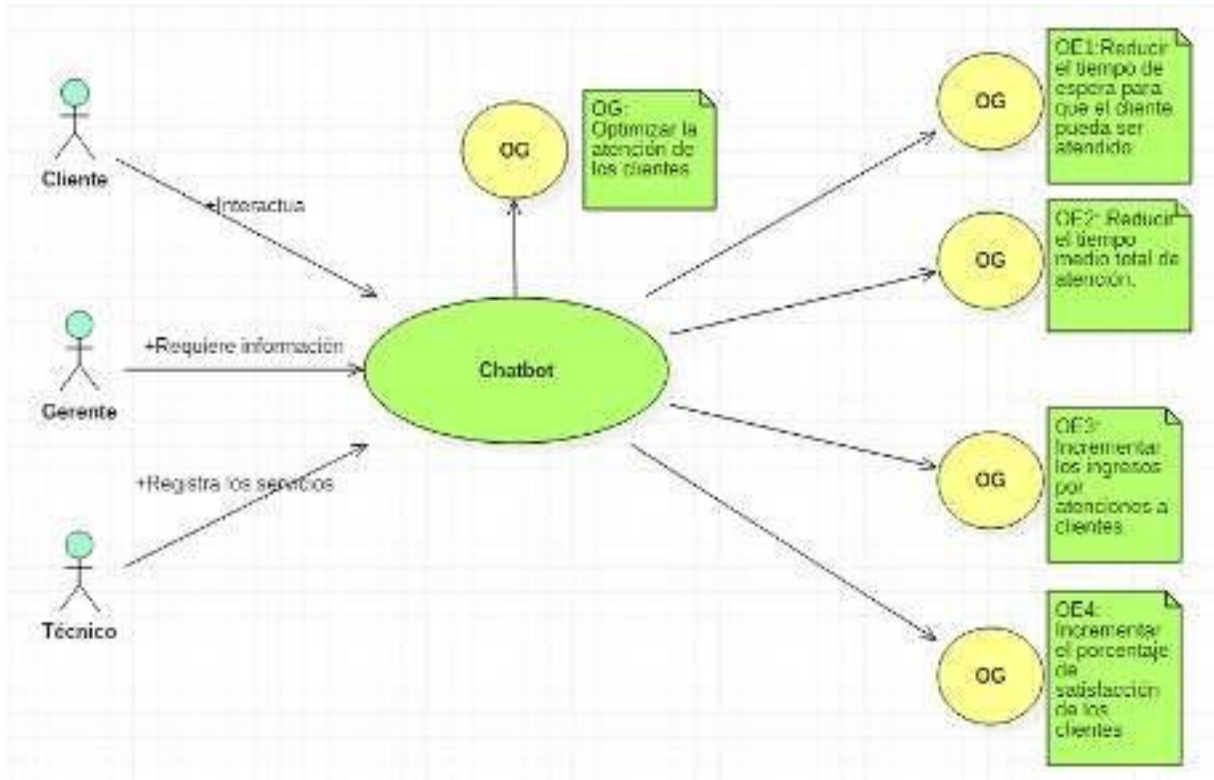 Cliente
+Interactua
Gerente
+Requiere información
Técnico
+Registra los servicios
Chatbot
OG
OG:
Optimizar la
atención de
los clientes
OG
OE1:Reducir
el tiempo de
espera para
que el cliente
pueda ser
atendido
OG
OE2: Reducir
el tiempo
medio total de
atención.
OG
OE3:
Incrementar
los ingresos
por
atenciones a
clientes.
OG
OE4:
Incrementar
el porcentaje
de
satisfacción
de los
clientes